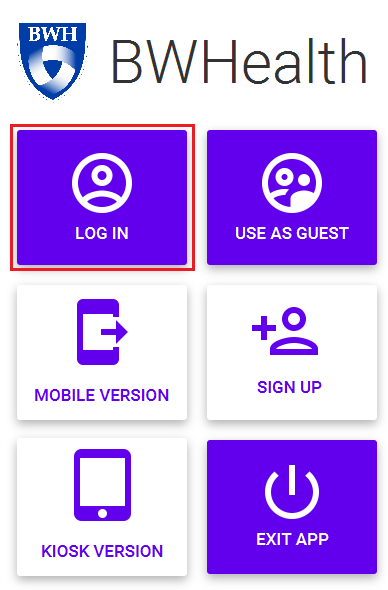 BWH
BWHealth
LOG IN
USE AS GUEST
MOBILE VERSION
SIGN UP
KIOSK VERSION
EXIT APP